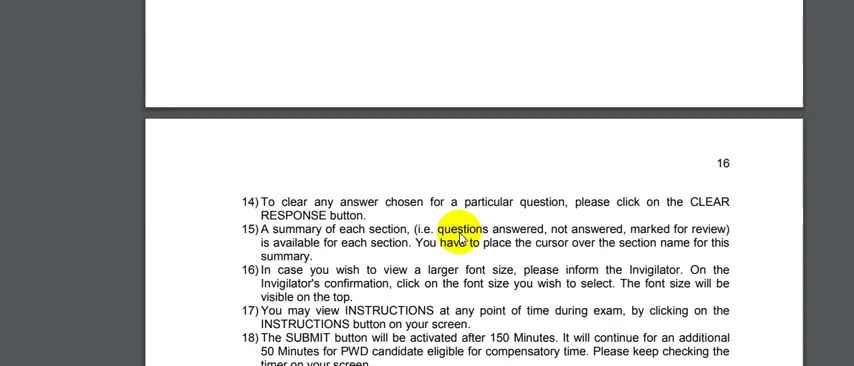 16
14) To clear any answer chosen for a particular question, please click on the CLEAR
RESPONSE button.
15) A summary of each section, (i.e. questions answered, not answered, marked for review)
is available for each section. You have to place the cursor over the section name for this
summary.
16) In case you wish to view a larger font size, please inform the Invigilator. On the
Invigilator's confirmation, click on the font size you wish to select. The font size will be
visible on the top.
17) You may view INSTRUCTIONS at any point of time during exam, by clicking on the
INSTRUCTIONS button on your screen.
18) The SUBMIT button will be activated after 150 Minutes. It will continue for an additional
50 Minutes for PWD candidate eligible for compensatory time. Please keep checking the
timer on your screen.